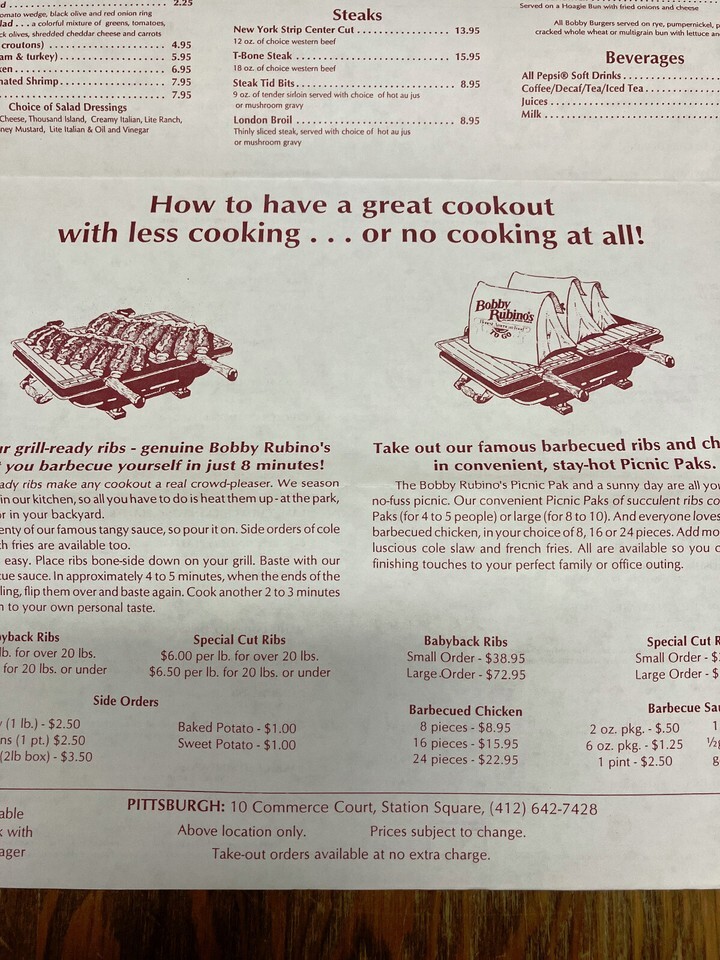 2.25
omato wedge, black olive and red onion ring
lad . . . a colorful mixture of greens, tomatoes,
ck olives, shredded cheddar cheese and carrots
croutons) 4.95
am & turkey) 5.95
ken 6.95
nated Shrimp 7.95
7.95
Choice of Salad Dressings
Cheese, Thousand Island, Creamy Italian, Lite Ranch,
ney Mustard, Lite Italian & Oil and Vinegar
Steaks
New York Strip Center Cut 13.95
12 oz. of choice western beef
T-Bone Steak 15.95
18 oz. of choice western beef
Steak Tid Bits 8.95
9 oz. of tender sirloin served with choice of hot au jus
or mushroom gravy
London Broil 8.95
Thinly sliced steak, served with choice of hot au jus
or mushroom gravy
Served on a Hoagie Bun with fried onions and cheese
All Bobby Burgers served on rye, pumpernickel, p
cracked whole wheat or multigrain bun with lettuce an
Beverages
All Pepsi® Soft Drinks
Coffee/Decaf/Tea/Iced Tea
Juices
Milk
How to have a great cookout
with less cooking . . . or no cooking at all!
Bobby
Rubino's
TO GO
ur grill-ready ribs - genuine Bobby Rubino's
t you barbecue yourself in just 8 minutes!
ady ribs make any cookout a real crowd-pleaser. We season
in our kitchen, so all you have to do is heat them up - at the park,
or in your backyard.
enty of our famous tangy sauce, so pour it on. Side orders of cole
ch fries are available too.
easy. Place ribs bone-side down on your grill. Baste with our
cue sauce. In approximately 4 to 5 minutes, when the ends of the
ling, flip them over and baste again. Cook another 2 to 3 minutes
n to your own personal taste.
Take out our famous barbecued ribs and ch
in convenient, stay-hot Picnic Paks.
The Bobby Rubino's Picnic Pak and a sunny day are all you
no-fuss picnic. Our convenient Picnic Paks of succulent ribs co
Paks (for 4 to 5 people) or large (for 8 to 10). And everyone loves
barbecued chicken, in your choice of 8, 16 or 24 pieces. Add mo
luscious cole slaw and french fries. All are available so you c
finishing touches to your perfect family or office outing.
byback Ribs
lb. for over 20 lbs.
for 20 lbs. or under
Special Cut Ribs
$6.00 per lb. for over 20 lbs.
$6.50 per lb. for 20 lbs. or under
Side Orders
(1 lb.) - $2.50
ns (1 pt.) $2.50
(2lb box) - $3.50
Baked Potato - $1.00
Sweet Potato - $1.00
Babyback Ribs
Small Order - $38.95
Large Order - $72.95
Special Cut R
Small Order - $
Large Order - $
Barbecued Chicken
8 pieces - $8.95
16 pieces - $15.95
24 pieces - $22.95
Barbecue Sau
2 oz. pkg. - $.50 1
6 oz. pkg. - $1.25 ½g
1 pint - $2.50 g
able
k with
ager
PITTSBURGH: 10 Commerce Court, Station Square, (412) 642-7428
Above location only. Prices subject to change.
Take-out orders available at no extra charge.